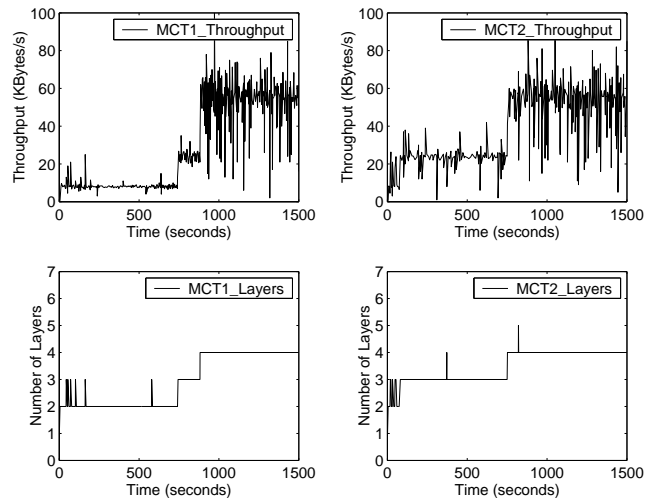 MCT1_Throughput
Throughput (KBytes/s)
100
80
60
40
20
0
0 500 1000 1500
Time (seconds)
MCT2_Throughput
Throughput (KBytes/s)
100
80
60
40
20
0
0 500 1000 1500
Time (seconds)
MCT1_Layers
Number of Layers
7
6
5
4
3
2
1
0
0 500 1000 1500
Time (seconds)
MCT2_Layers
Number of Layers
7
6
5
4
3
2
1
0
0 500 1000 1500
Time (seconds)